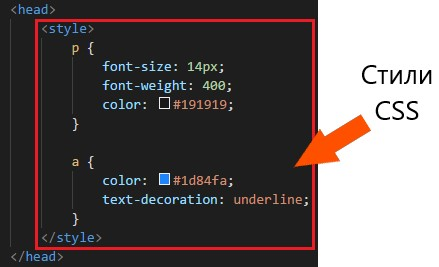 <head>
<style>
p {
font-size: 14px;
font-weight: 400;
color: #191919;
}
a {
color: #1d84fa;
text-decoration: underline;
}
</style>
</head>
Стили
CSS